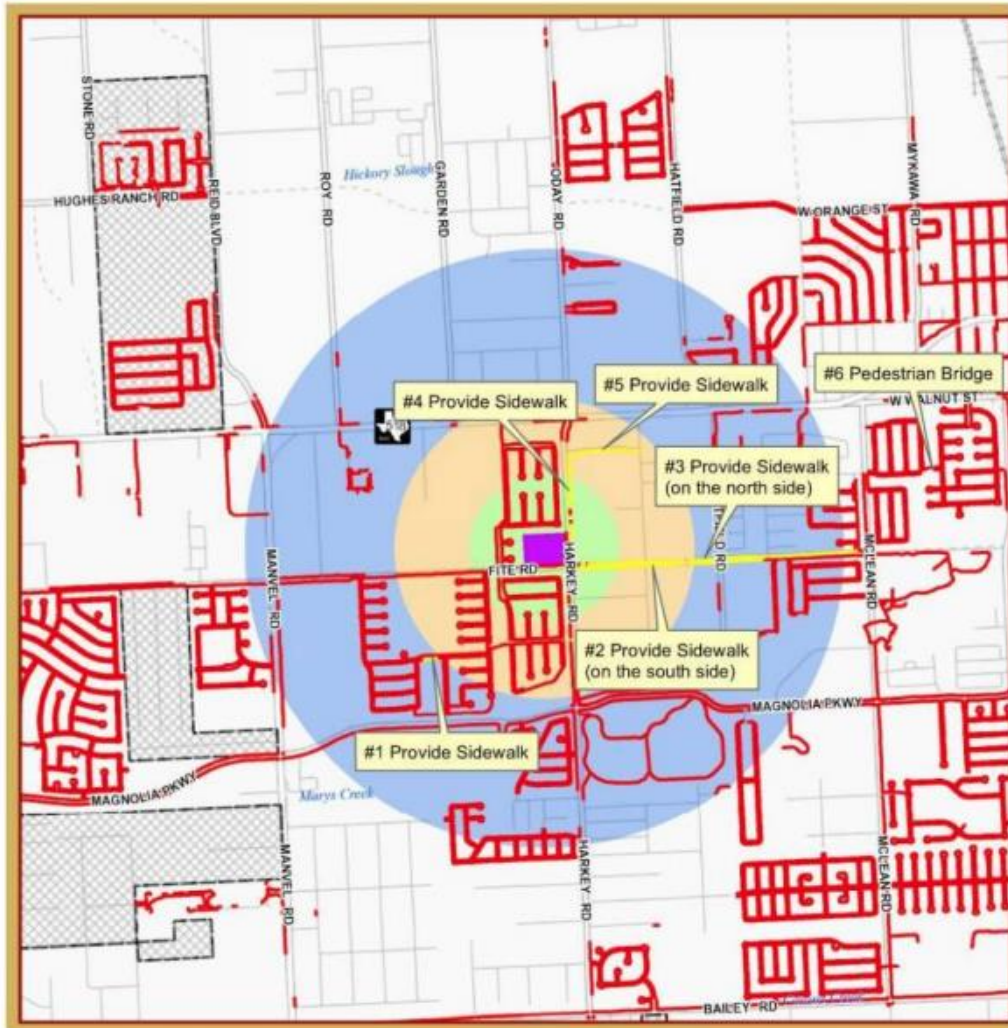 STONE RD
HUGHES RANCH RD
REID BLVD
ROY RD
Hickory Slough
GARDEN RD
ODAY RD
HATFIELD RD
W ORANGE ST
MYKAWA RD
#4 Provide Sidewalk
#5 Provide Sidewalk
#6 Pedestrian Bridge
W WALNUT ST
#3 Provide Sidewalk
(on the north side)
MANVEL RD
FITE RD
HARKEY RD
MCLEAN RD
#2 Provide Sidewalk
(on the south side)
MAGNOLIA PKWY
#1 Provide Sidewalk
MAGNOLIA PKWY
Marys Creek
MANVEL RD
HARKEY RD
MCLEAN RD
BAILEY RD